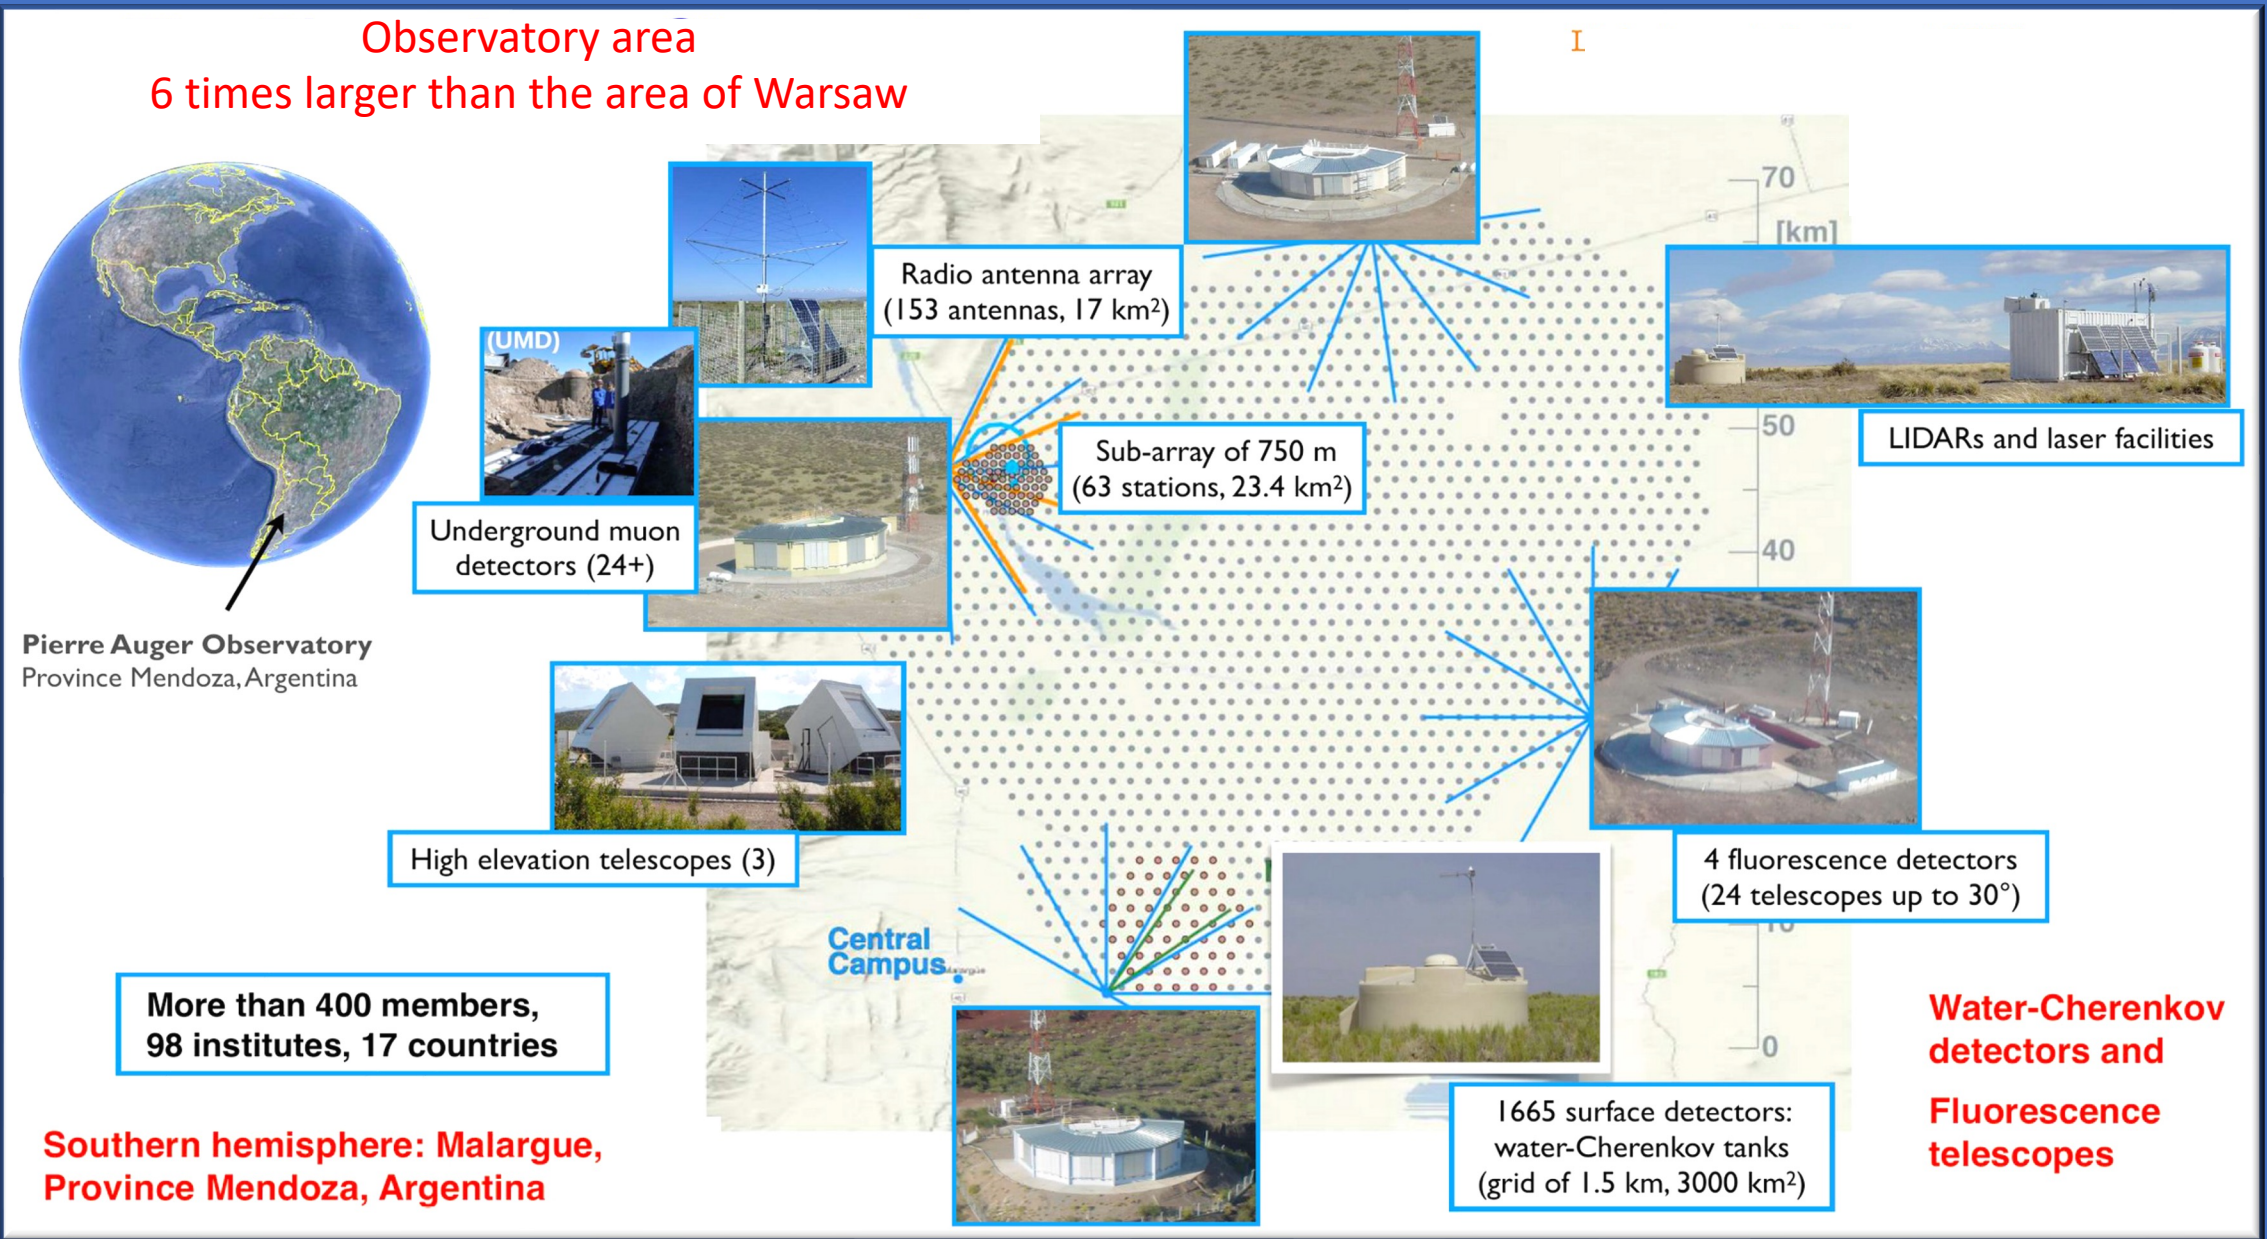 Observatory area
6 times larger than the area of Warsaw
70
[km]
Radio antenna array
(153 antennas, 17 km²)
(UMD)
50
LIDARs and laser facilities
Sub-array of 750 m
(63 stations, 23.4 km²)
Underground muon
detectors (24+)
40
Pierre Auger Observatory
Province Mendoza, Argentina
High elevation telescopes (3)
4 fluorescence detectors
(24 telescopes up to 30°)
10
Central
Campus
Malargüe
More than 400 members,
98 institutes, 17 countries
0
Water-Cherenkov
detectors and
Fluorescence
telescopes
1665 surface detectors:
water-Cherenkov tanks
(grid of 1.5 km, 3000 km²)
Southern hemisphere: Malargue,
Province Mendoza, Argentina